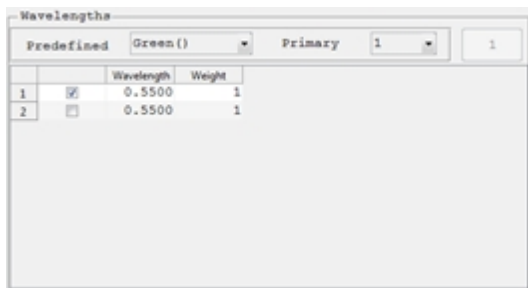 Wavelengths
Predefined Green() Primary 1 1
Wavelength Weight
1 0.5500 1
2 0.5500 1